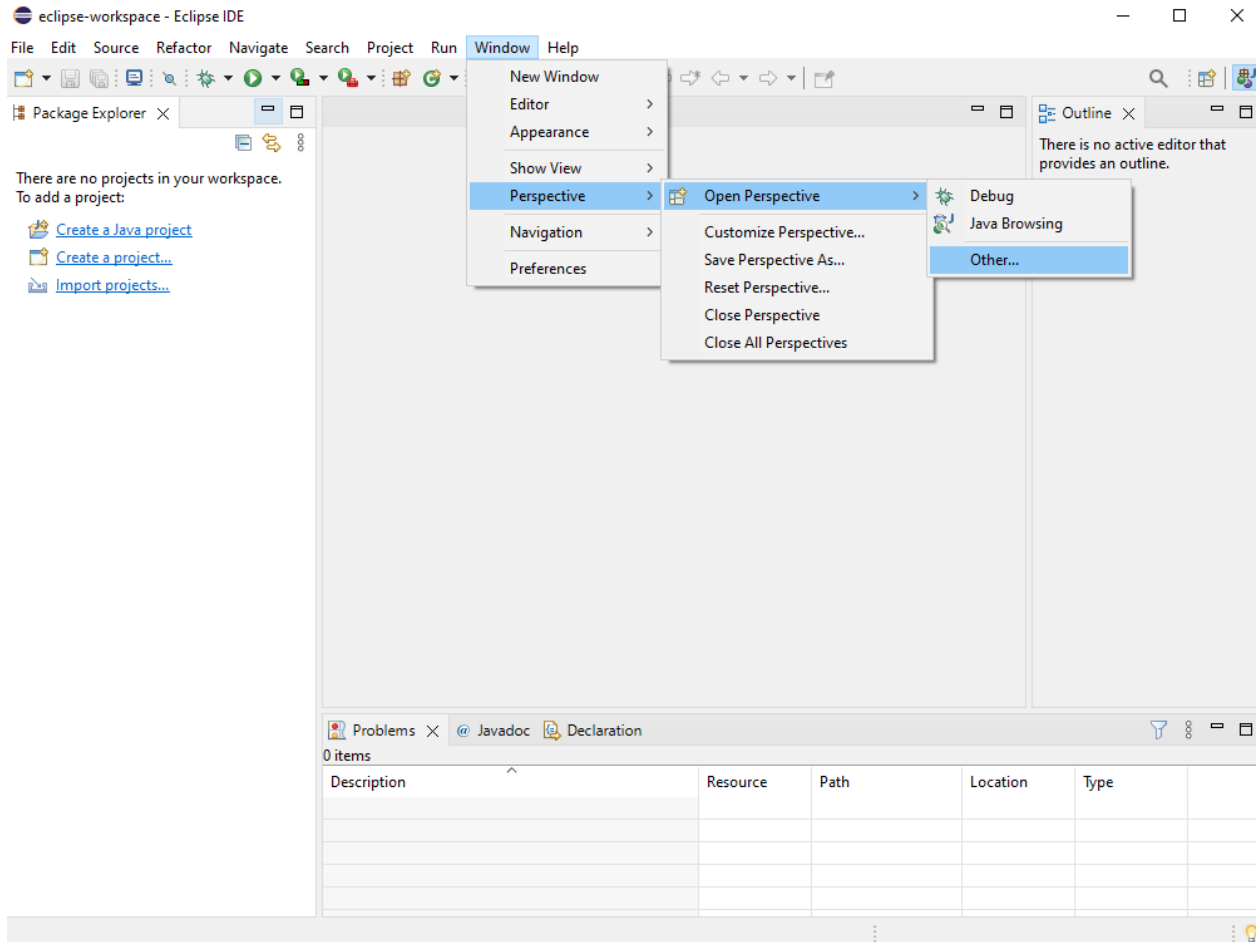 eclipse-workspace - Eclipse IDE
File Edit Source Refactor Navigate Search Project Run Window Help
Package Explorer
There are no projects in your workspace.
To add a project:
Create a Java project
Create a project...
Import projects...
New Window
Editor
Appearance
Show View
Perspective
Navigation
Preferences
Open Perspective
Customize Perspective...
Save Perspective As...
Reset Perspective...
Close Perspective
Close All Perspectives
Debug
Java Browsing
Other...
Outline
There is no active editor that
provides an outline.
Problems @ Javadoc Declaration
0 items
Description Resource Path Location Type